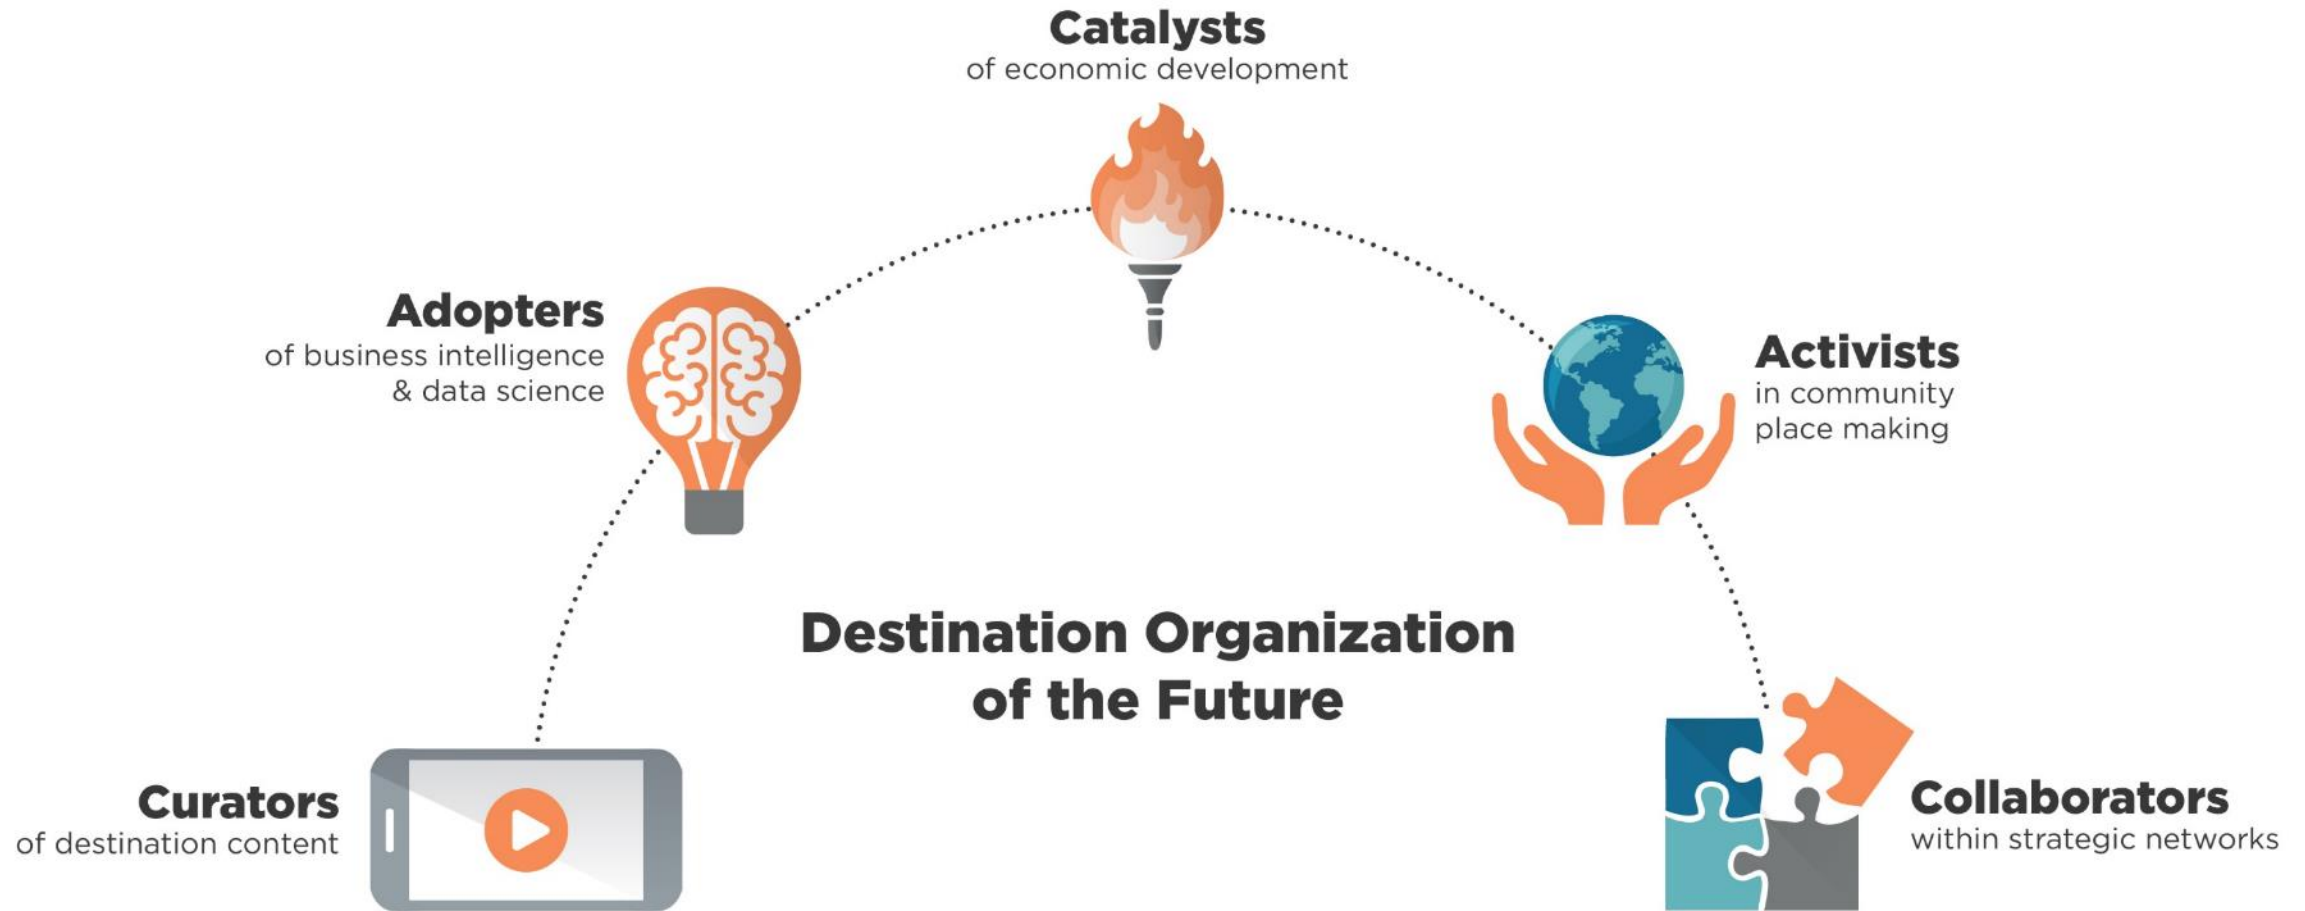 Catalysts
of economic development
Adopters
of business intelligence
& data science
Activists
in community
place making
Destination Organization
of the Future
Curators
of destination content
Collaborators
within strategic networks